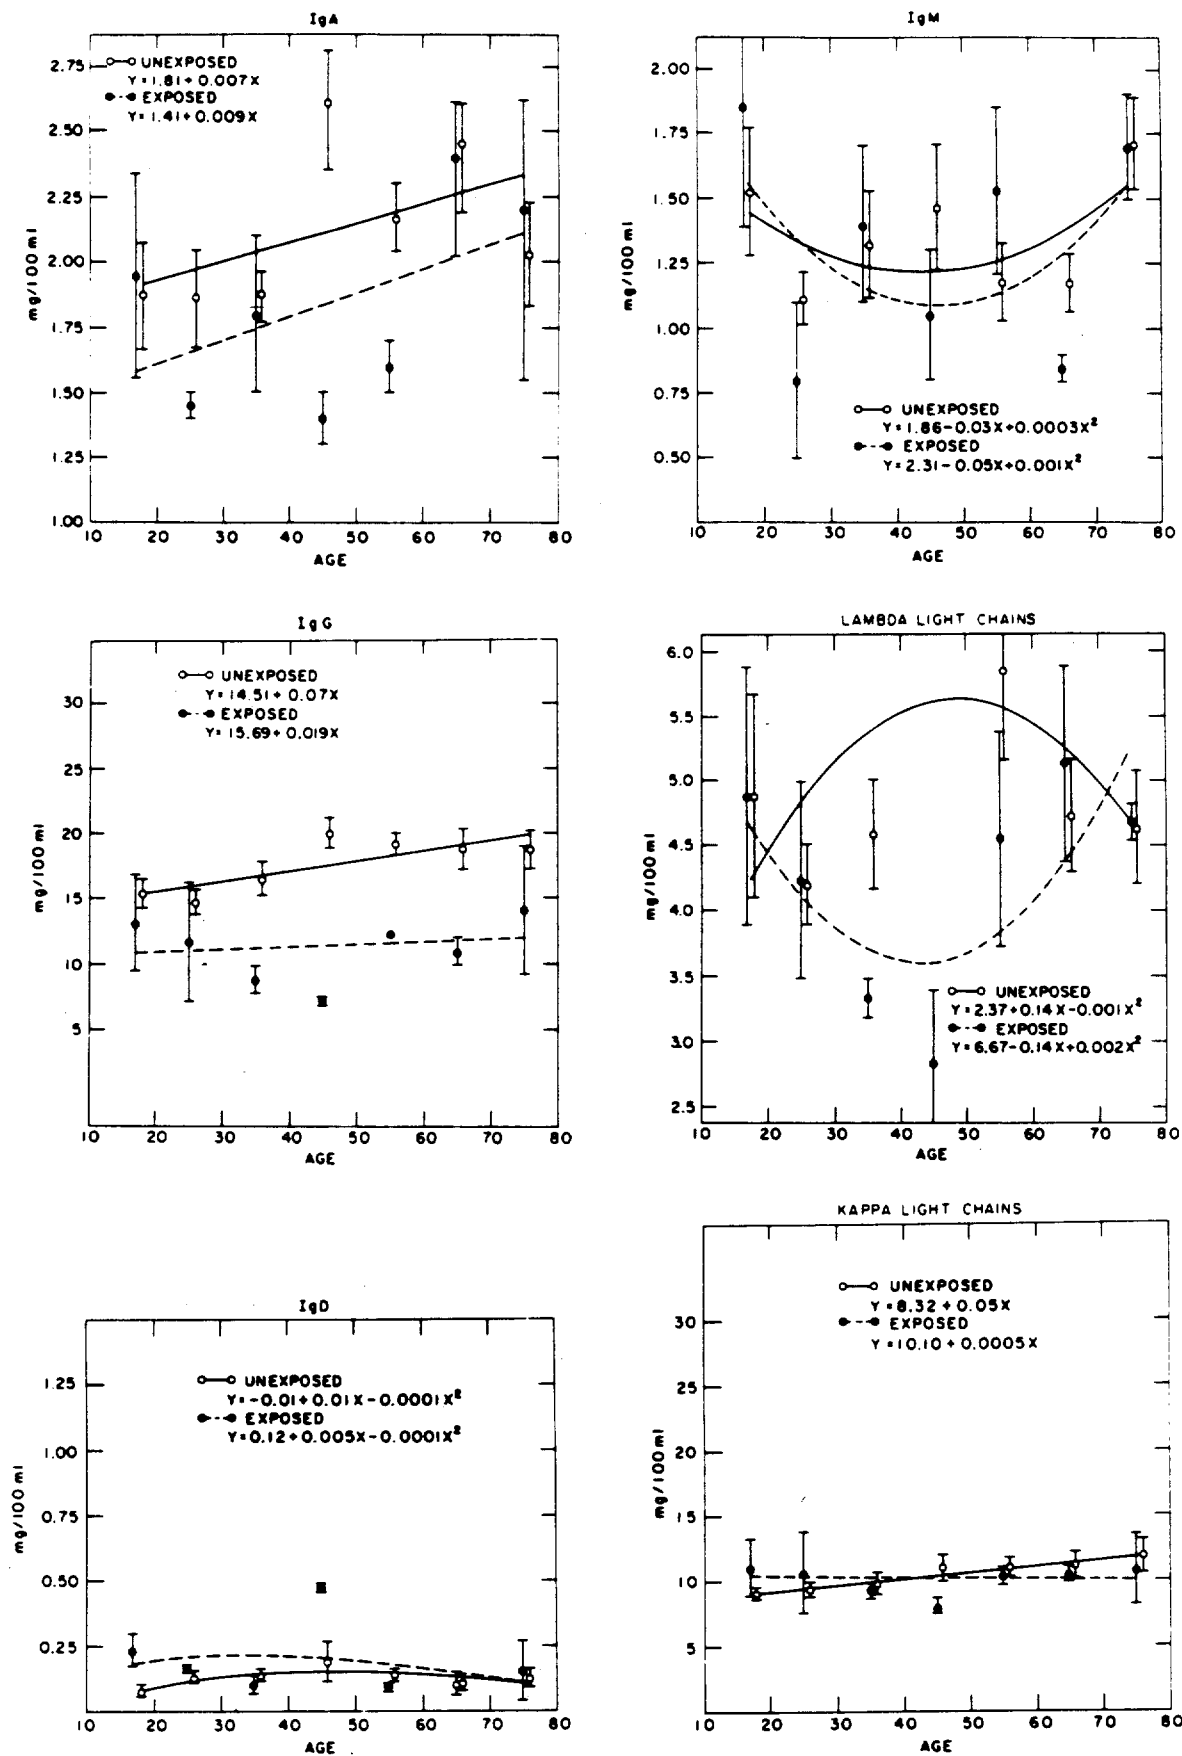 IgA
2.75
2.50
2.25
2.00
1.75
1.50
1.25
1.00
mg/100 ml
UNEXPOSED
Y=1.81+0.007X
EXPOSED
Y=1.41+0.009X
10 20 30 40 50 60 70 80
AGE
IgM
2.00
1.75
1.50
1.25
1.00
0.75
0.50
mg/100 ml
UNEXPOSED
Y=1.86-0.03X+0.0003X²
EXPOSED
Y=2.31-0.05X+0.001X²
10 20 30 40 50 60 70 80
AGE
IgG
30
25
20
15
10
5
mg/100 ml
UNEXPOSED
Y=14.51+0.07X
EXPOSED
Y=15.69+0.019X
10 20 30 40 50 60 70 80
AGE
LAMBDA LIGHT CHAINS
6.0
5.5
5.0
4.5
4.0
3.5
3.0
2.5
mg/100 ml
UNEXPOSED
Y=2.37+0.14X-0.001X²
EXPOSED
Y=6.67-0.14X+0.002X²
10 20 30 40 50 60 70 80
AGE
IgD
1.25
1.00
0.75
0.50
0.25
mg/100 ml
UNEXPOSED
Y=-0.01+0.01X-0.0001X²
EXPOSED
Y=0.12+0.005X-0.0001X²
10 20 30 40 50 60 70 80
AGE
KAPPA LIGHT CHAINS
30
25
20
15
10
5
mg/100 ml
UNEXPOSED
Y=8.32+0.05X
EXPOSED
Y=10.10+0.0005X
10 20 30 40 50 60 70 80
AGE